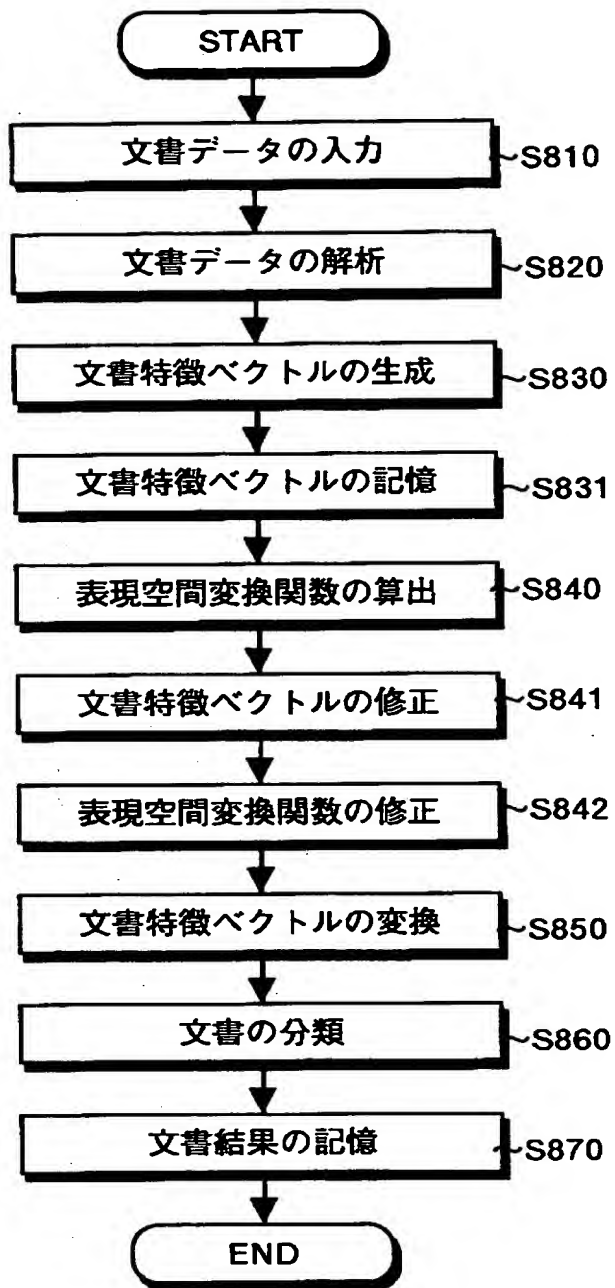 START
文書データの入力 S810
文書データの解析 S820
文書特徴ベクトルの生成 S830
文書特徴ベクトルの記憶 S831
表現空間変換関数の算出 S840
文書特徴ベクトルの修正 S841
表現空間変換関数の修正 S842
文書特徴ベクトルの変換 S850
文書の分類 S860
文書結果の記憶 S870
END